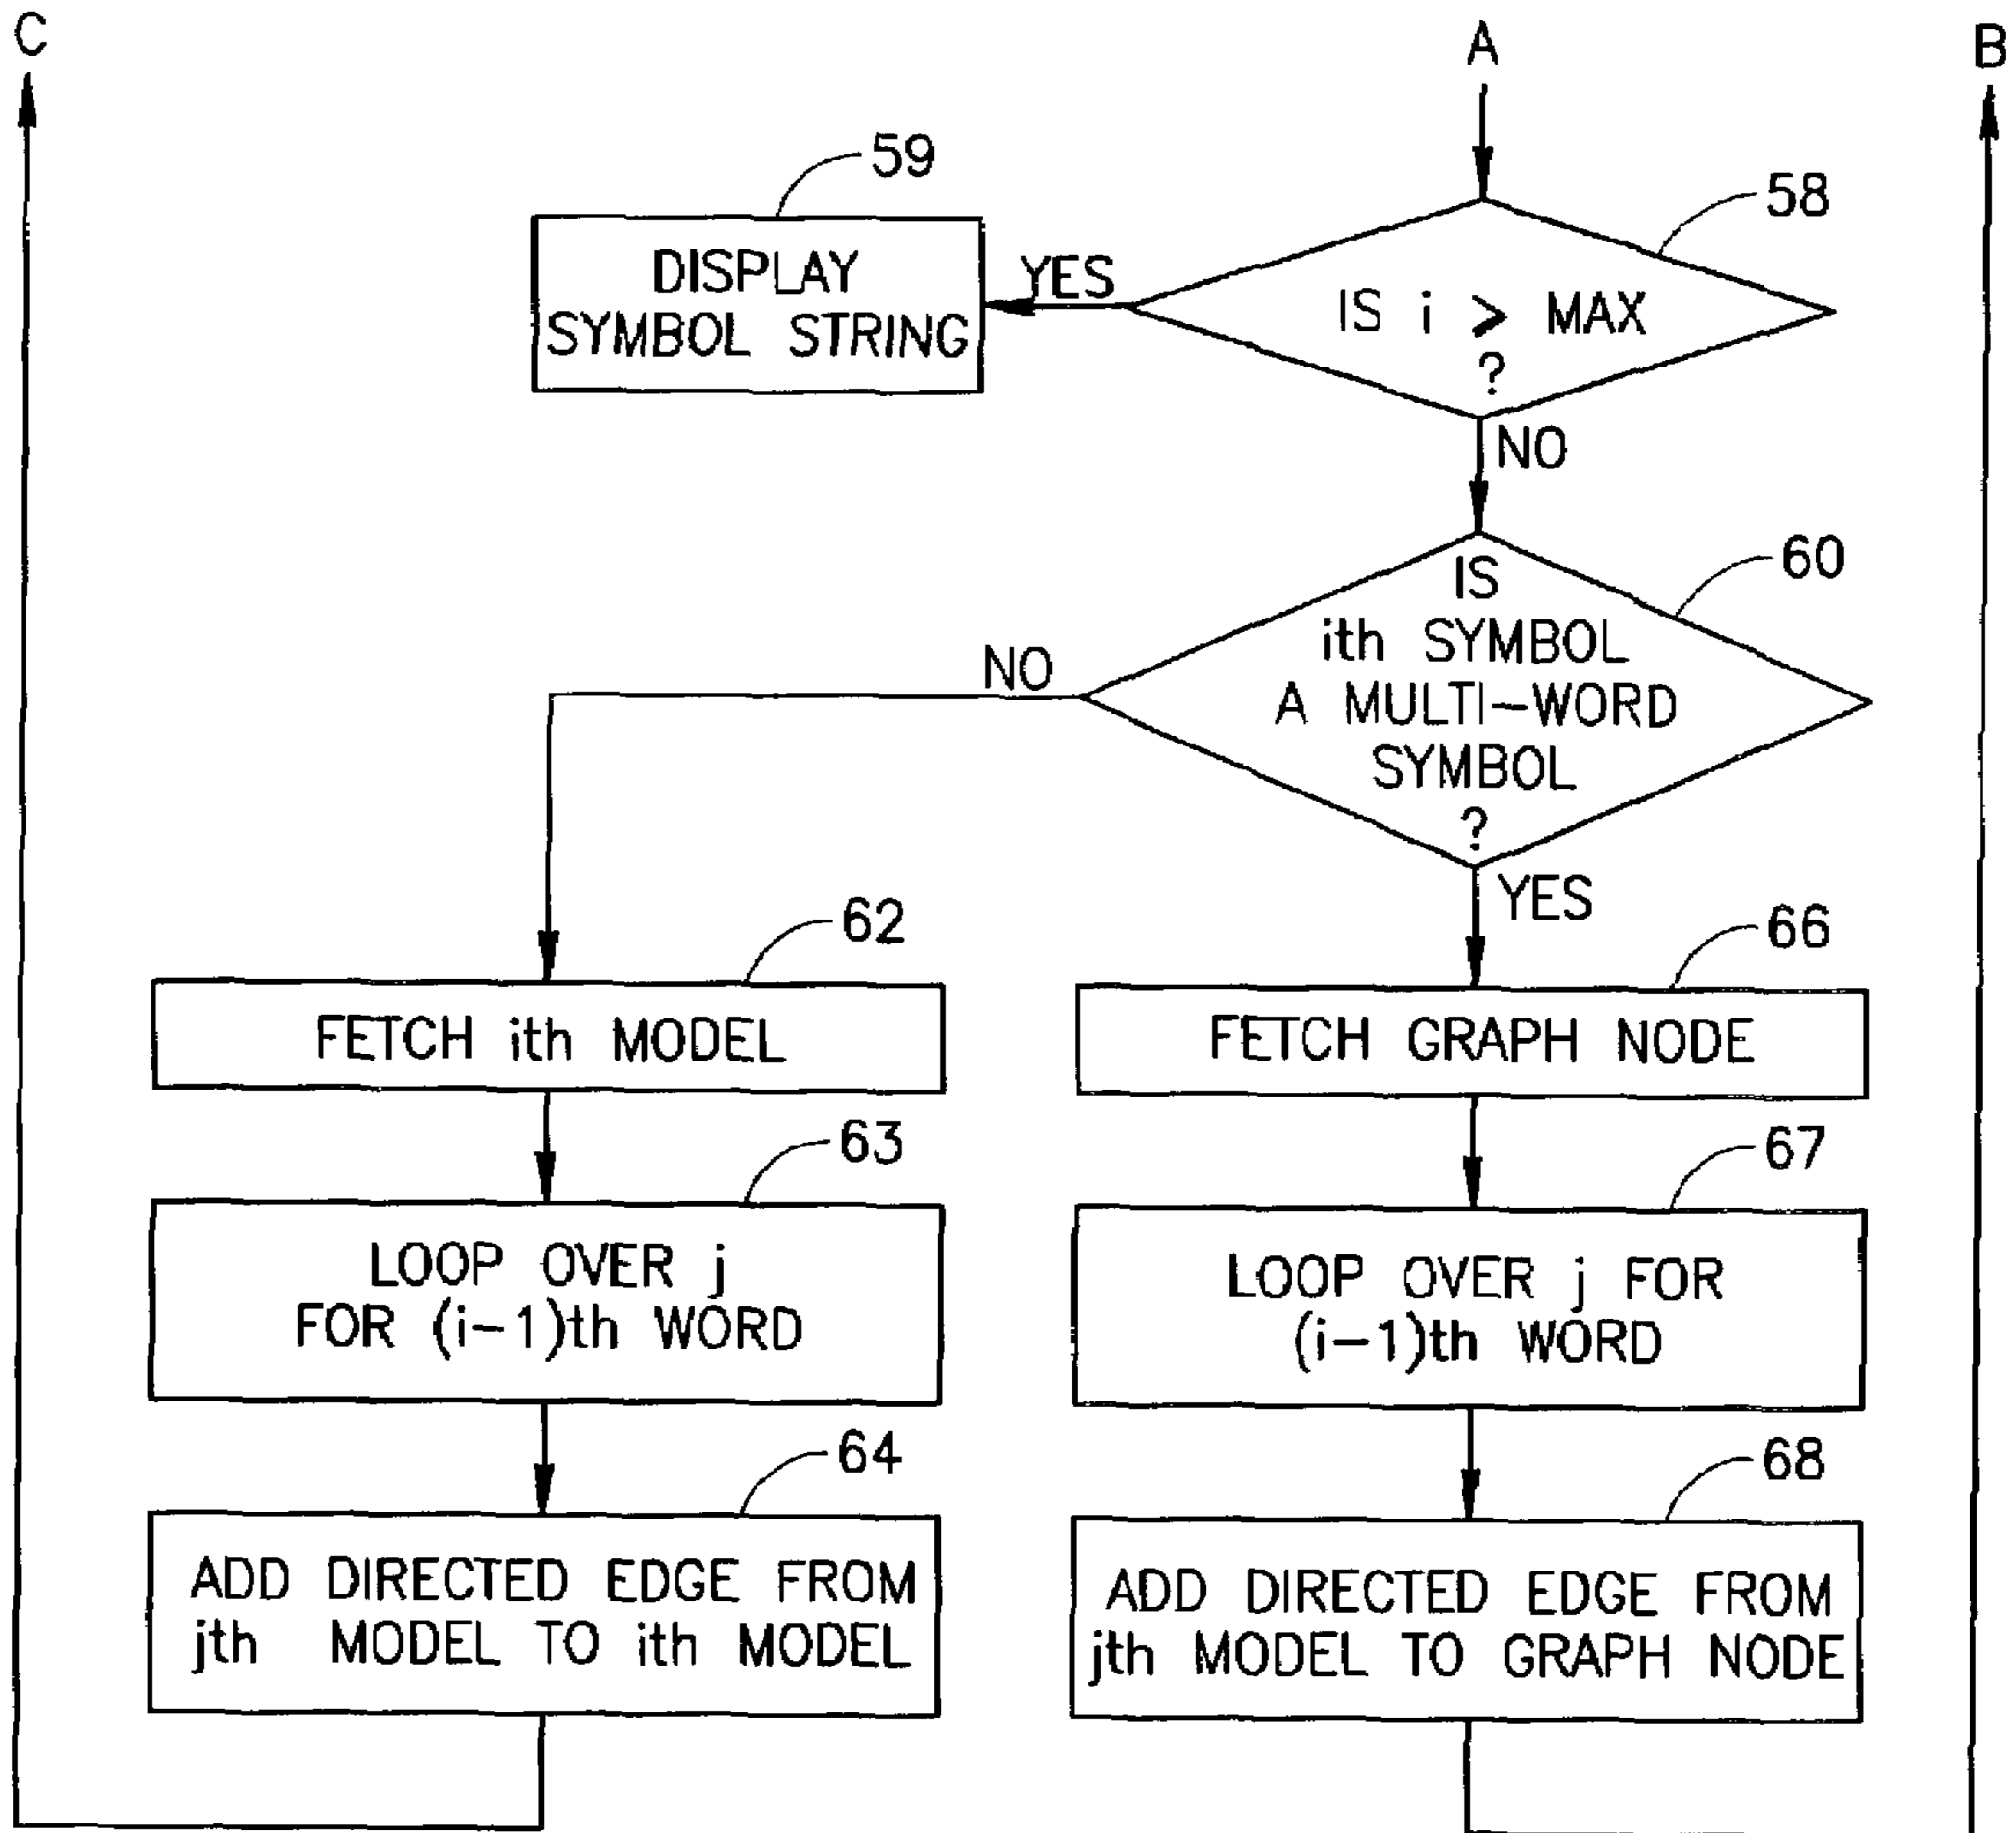 C
A
B
59
58
DISPLAY
SYMBOL STRING
YES
IS i > MAX
?
NO
60
IS
ith SYMBOL
A MULTI-WORD
SYMBOL
?
NO
YES
62
66
FETCH ith MODEL
FETCH GRAPH NODE
63
67
LOOP OVER j
FOR (i-1)th WORD
LOOP OVER j FOR
(i-1)th WORD
64
68
ADD DIRECTED EDGE FROM
jth MODEL TO ith MODEL
ADD DIRECTED EDGE FROM
jth MODEL TO GRAPH NODE